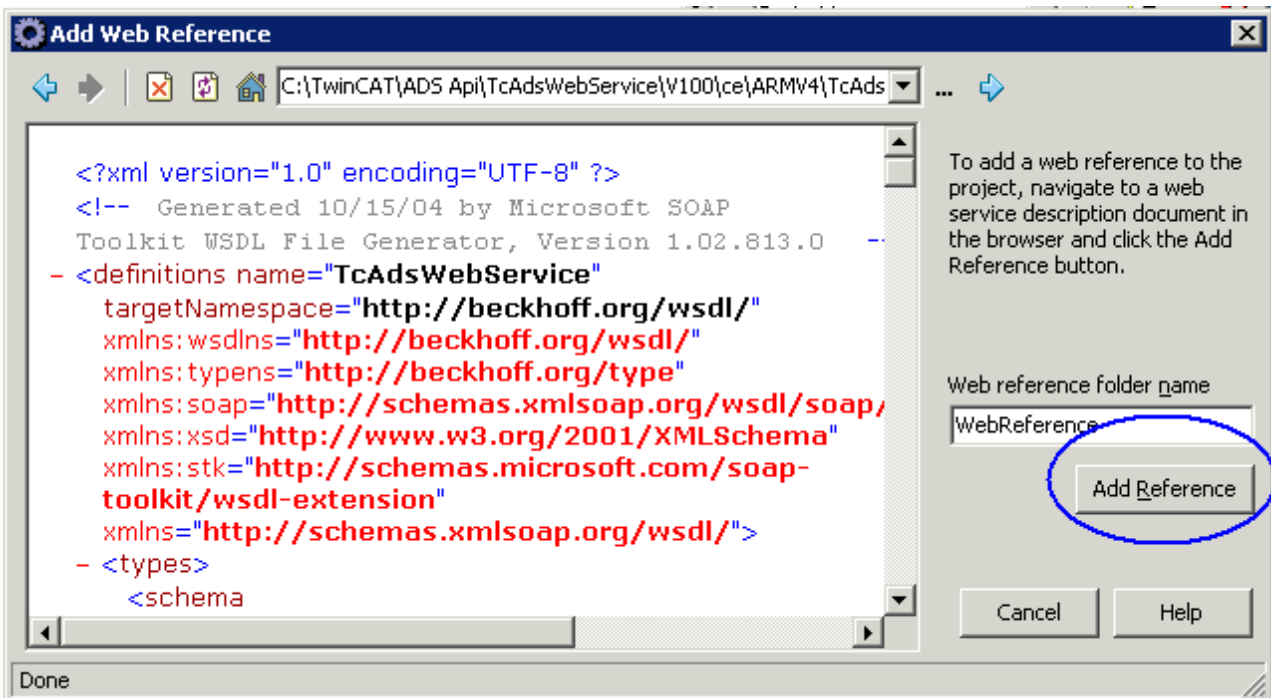 Add Web Reference
C:\TwinCAT\ADS Api\TcAdsWebService\V100\ce\ARMV4\TcAds
...
<?xml version="1.0" encoding="UTF-8" ?>
<!-- Generated 10/15/04 by Microsoft SOAP
Toolkit WSDL File Generator, Version 1.02.813.0 --
- <definitions name="TcAdsWebService"
targetNamespace="http://beckhoff.org/wsdl/"
xmlns:wsdlns="http://beckhoff.org/wsdl/"
xmlns:typens="http://beckhoff.org/type"
xmlns:soap="http://schemas.xmlsoap.org/wsdl/soap/
xmlns:xsd="http://www.w3.org/2001/XMLSchema"
xmlns:stk="http://schemas.microsoft.com/soap-
toolkit/wsdl-extension"
xmlns="http://schemas.xmlsoap.org/wsdl/">
- <types>
<schema
To add a web reference to the
project, navigate to a web
service description document in
the browser and click the Add
Reference button.
Web reference folder name
WebReference
Add Reference
Cancel
Help
Done